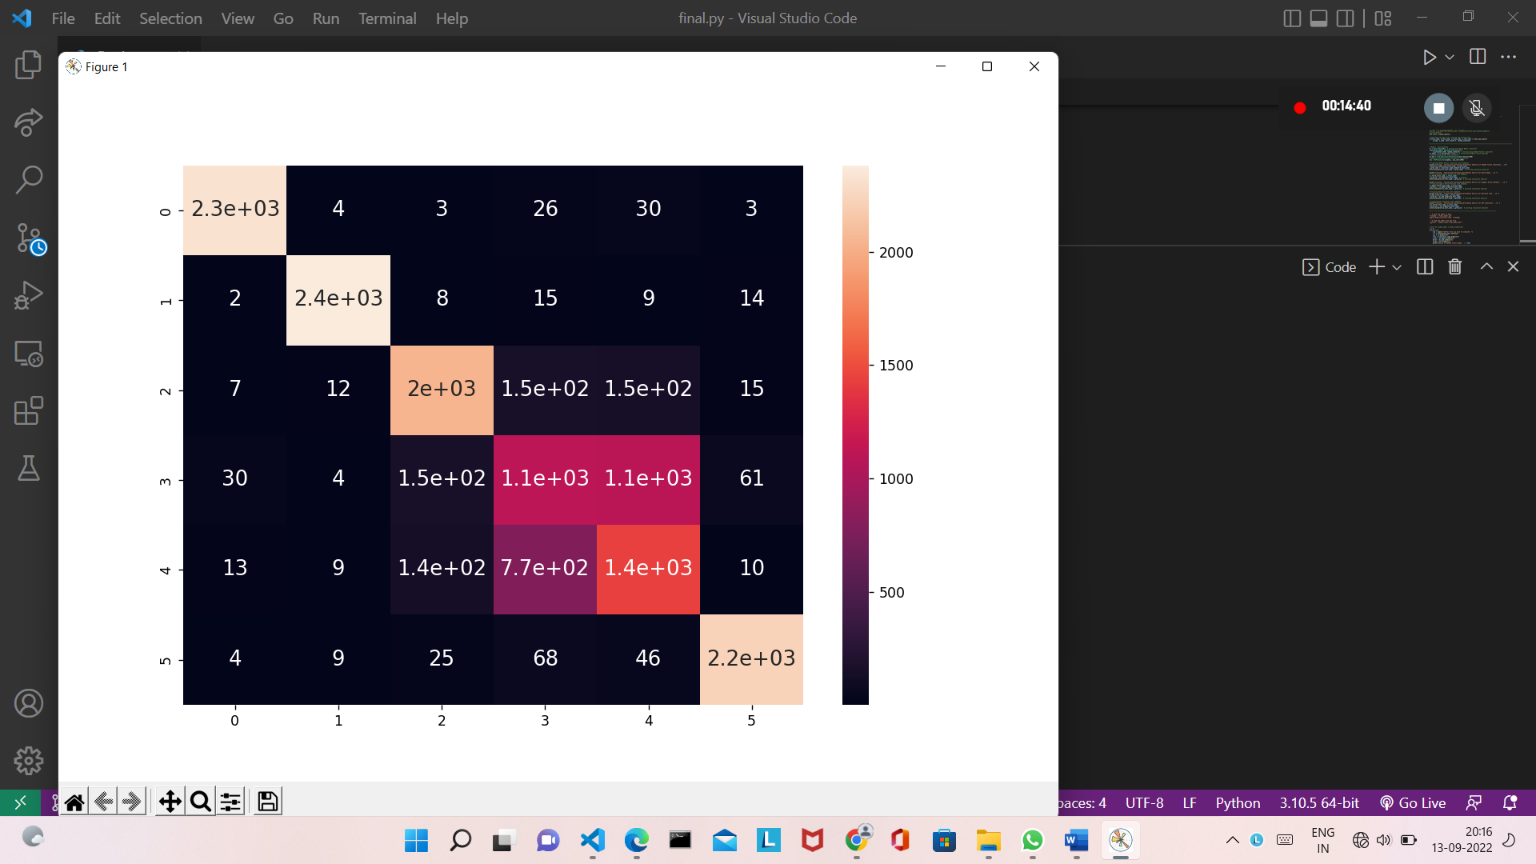 File Edit Selection View Go Run Terminal Help
final.py - Visual Studio Code
Figure 1
00:14:40
0 2.3e+03 4 3 26 30 3
1 2 2.4e+03 8 15 9 14
2 7 12 2e+03 1.5e+02 1.5e+02 15
3 30 4 1.5e+02 1.1e+03 1.1e+03 61
4 13 9 1.4e+02 7.7e+02 1.4e+03 10
5 4 9 25 68 46 2.2e+03
0 1 2 3 4 5
2000
1500
1000
500
Code
paces: 4 UTF-8 LF Python 3.10.5 64-bit Go Live
ENG
IN
20:16
13-09-2022